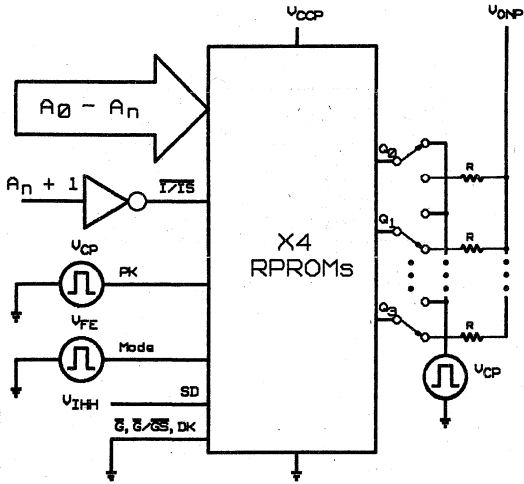 VCCP
VONP
A0 - An
An + 1
I/IS
VCP
PK
VFE
Mode
VIHH
SD
G, G/GS, DK
X4
RPROMs
Q0
R
Q1
R
Q3
R
VCP